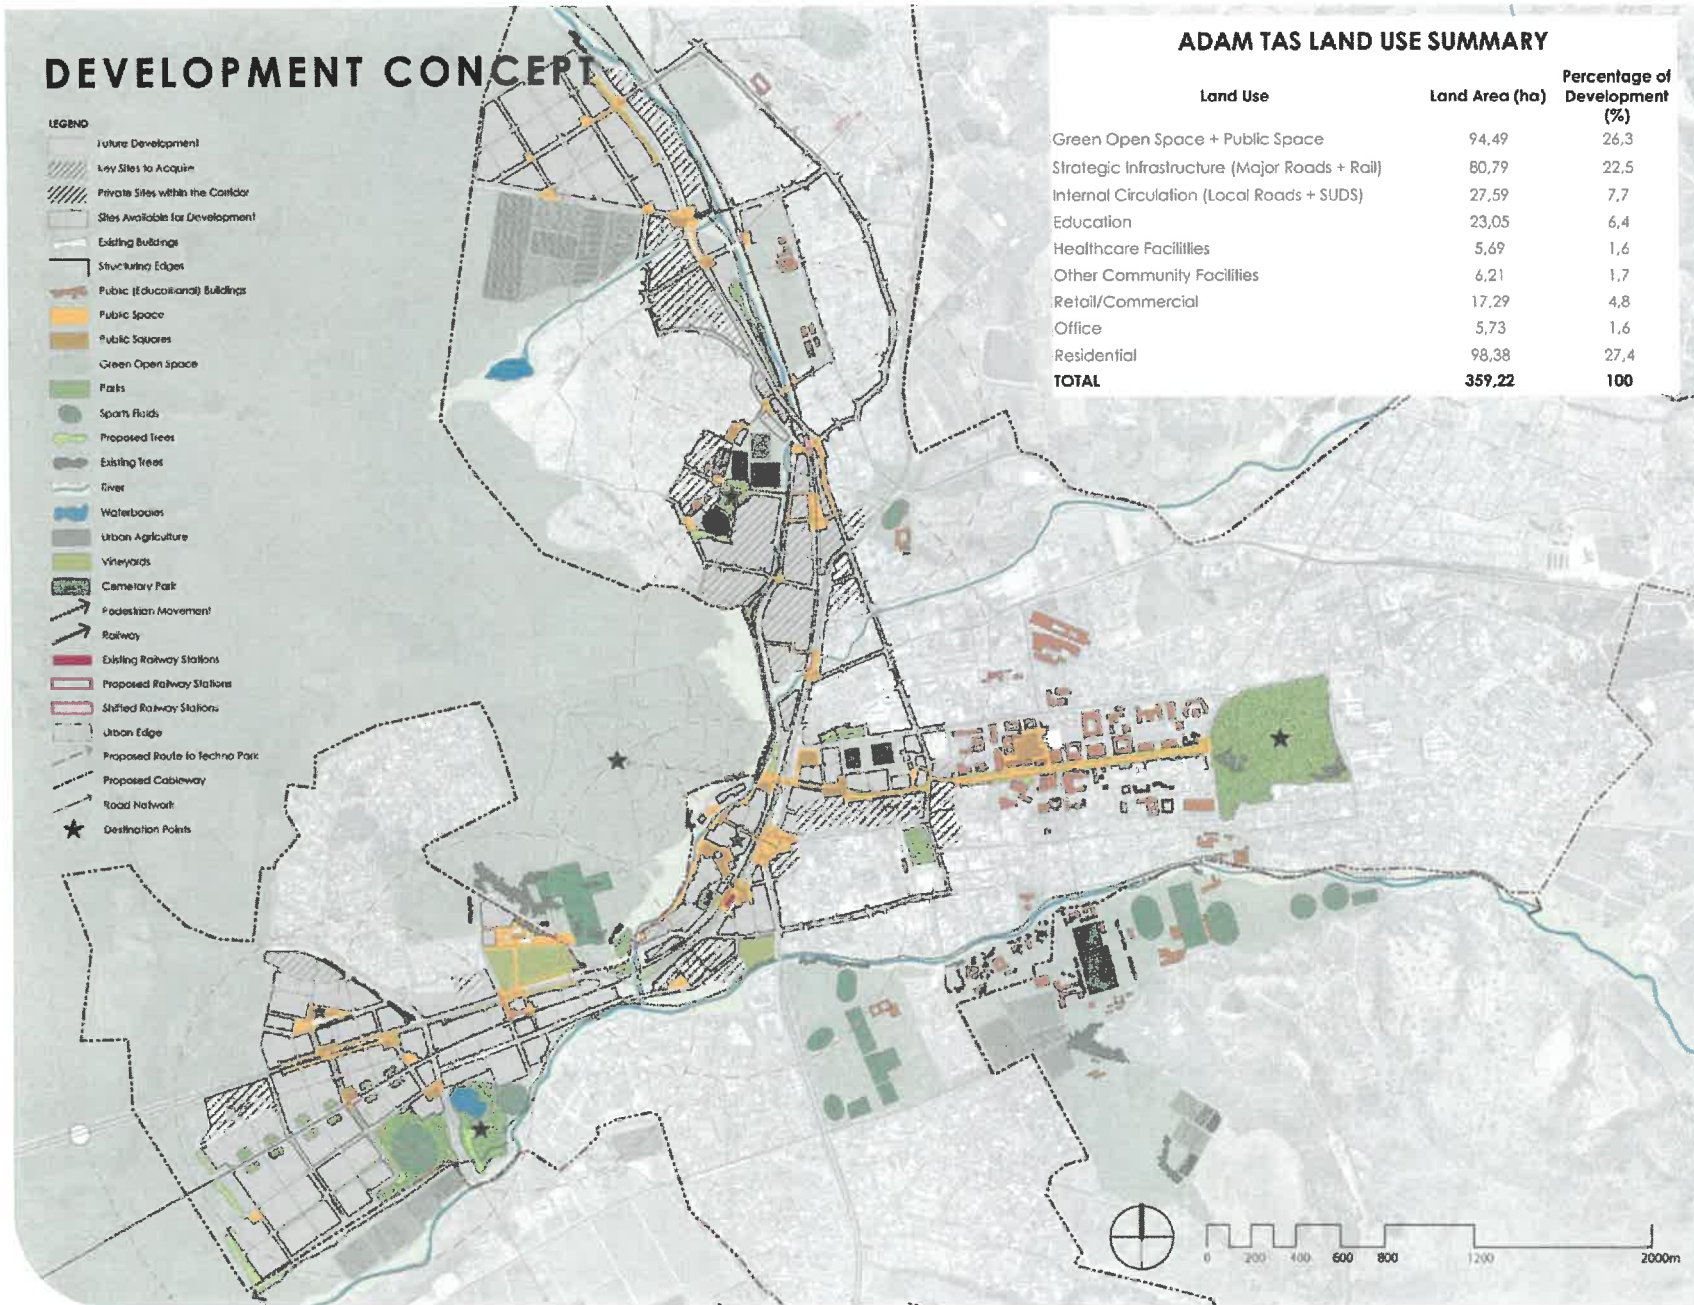 DEVELOPMENT CONCEPT
LEGEND
Future Development
Key Sites to Acquire
Private Sites within the Corridor
Sites Available for Development
Existing Buildings
Structuring Edges
Public (Educational) Buildings
Public Space
Public Squares
Green Open Space
Parks
Sports Fields
Proposed Trees
Existing Trees
River
Waterbodies
Urban Agriculture
Vineyards
Cemetary Park
Pedestrian Movement
Railway
Existing Railway Stations
Proposed Railway Stations
Shifted Railway Stations
Urban Edge
Proposed Route to Techno Park
Proposed Cableway
Road Network
Destination Points
ADAM TAS LAND USE SUMMARY
Land Use Land Area (ha) Percentage of Development (%)
Green Open Space + Public Space 94,49 26,3
Strategic Infrastructure (Major Roads + Rail) 80,79 22,5
Internal Circulation (Local Roads + SUDS) 27,59 7,7
Education 23,05 6,4
Healthcare Facilitlies 5,69 1,6
Other Community Facilities 6,21 1,7
Retail/Commercial 17,29 4,8
Office 5,73 1,6
Residential 98,38 27,4
TOTAL 359,22 100
0 200 400 600 800 1200 2000m